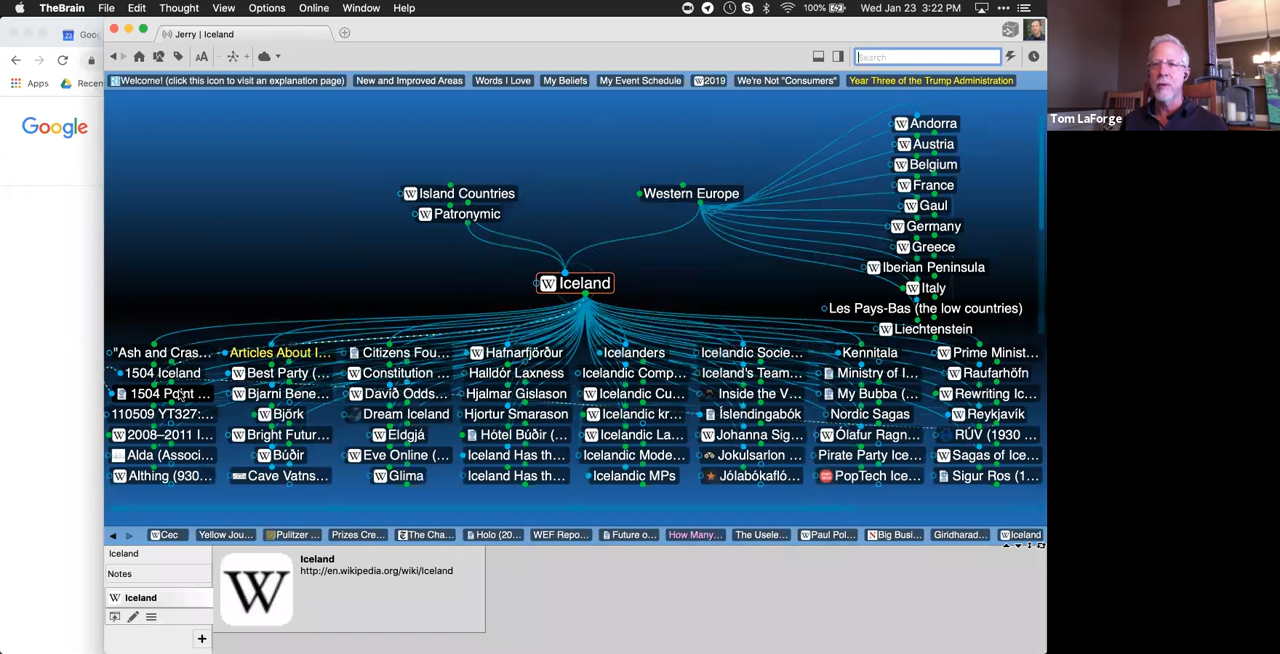 TheBrain File Edit Thought View Options Online Window Help 100% Wed Jan 23 3:22 PM
23 Goo
Jerry | Iceland
AA
Search
Apps Recen
Welcome! (click this icon to visit an explanation page) New and Improved Areas Words I Love My Beliefs My Event Schedule W 2019 We're Not "Consumers" Year Three of the Trump Administration
Tom LaForge
Google
W Andorra
W Austria
W Belgium
W Island Countries
Western Europe
W France
W Patronymic
W Gaul
W Germany
W Greece
W Iberian Peninsula
W Iceland
W Italy
Les Pays-Bas (the low countries)
W Liechtenstein
"Ash and Cras... Articles About I... Citizens Fou... W Hafnarfjörður Icelanders Icelandic Socie... Kennitala W Prime Minist...
1504 Iceland W Best Party (... W Constitution ... Halldór Laxness Icelandic Comp... Iceland's Team... Ministry of I... W Raufarhöfn
1504 Point ... W Bjarni Bene... W Davíð Odds... Hjalmar Gislason W Icelandic Cu... Inside the V... My Bubba (... W Rewriting Ic...
110509 YT327:... W Björk Dream Iceland Hjortur Smarason W Icelandic kr... Íslendingabók Nordic Sagas W Reykjavík
W 2008–2011 I... W Bright Futur... W Eldgjá Hótel Búðir (... W Icelandic La... W Johanna Sig... W Ólafur Ragn... RÚV (1930 ...
Alda (Associ... W Búðir W Eve Online (... Iceland Has th... Icelandic Mode... Jokulsarlon ... Pirate Party Ice... W Sagas of Ice...
W Althing (930... Cave Vatns... W Glima Iceland Has th... Icelandic MPs Jólabókafló... PopTech Ice... Sigur Ros (1...
W Cec Yellow Jou... Pulitzer ... Prizes Cre... The Cha... Holo (20... WEF Repo... Future o... How Many... The Usele... W Paul Pol... Big Busi... Giridharad... W Iceland
Iceland
Notes
W Iceland
W
Iceland
http://en.wikipedia.org/wiki/Iceland